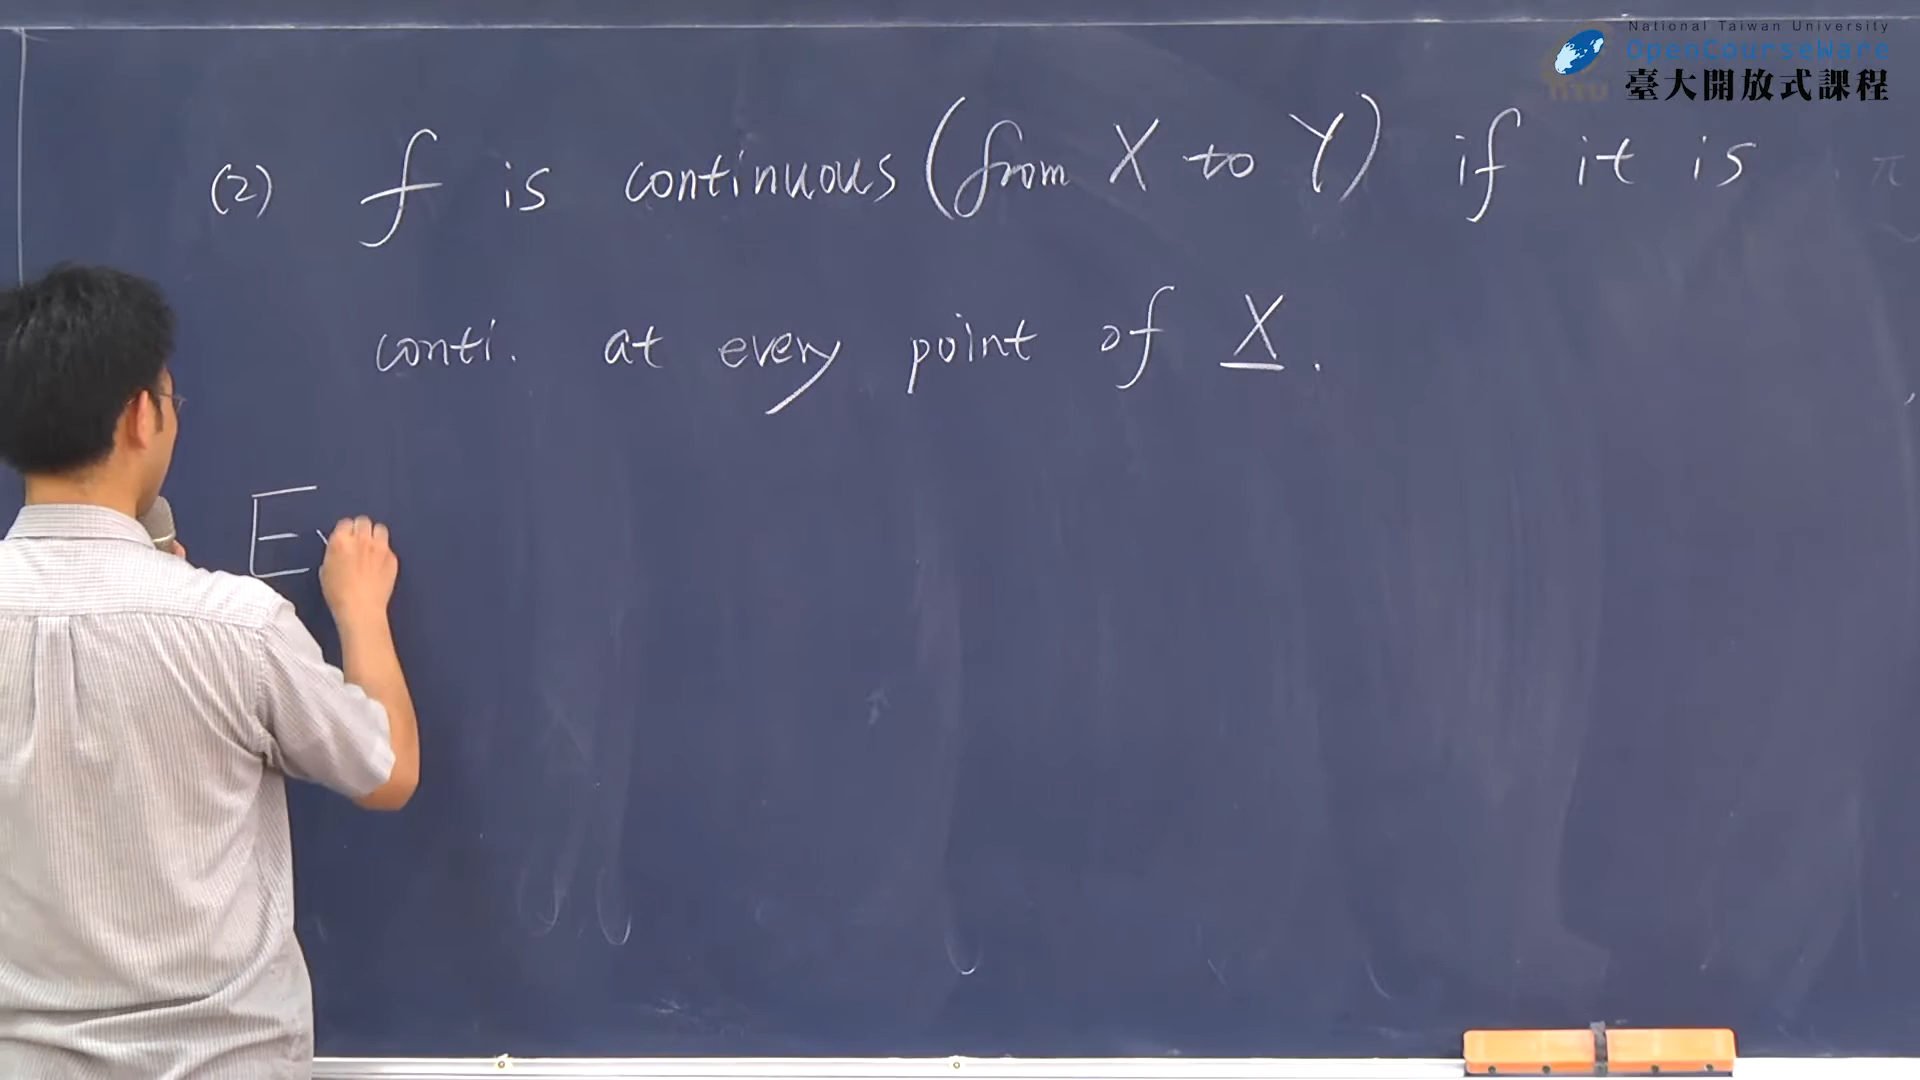 National Taiwan University
OpenCourseWare
臺大開放式課程
(2) f is continuous (from X to Y) if it is
conti. at every point of X.
Ex